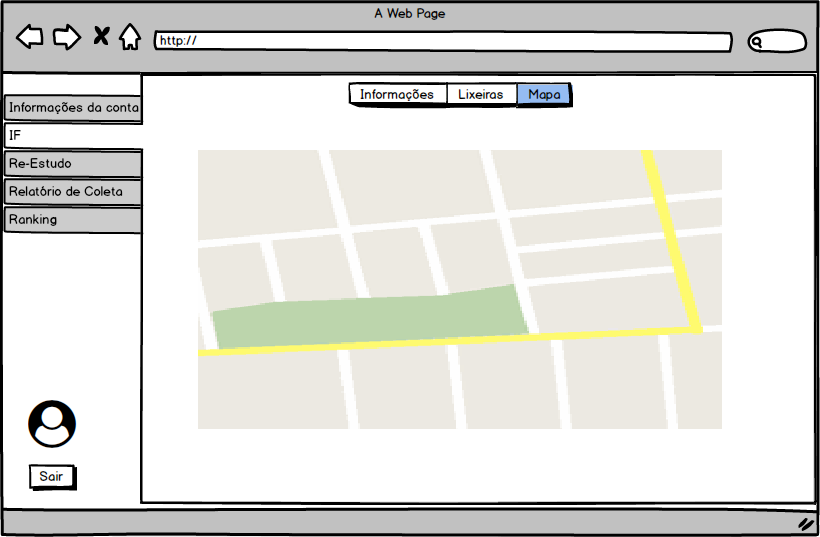 A Web Page
http://
Informações Lixeiras Mapa
Informações da conta
IF
Re-Estudo
Relatório de Coleta
Ranking
Sair